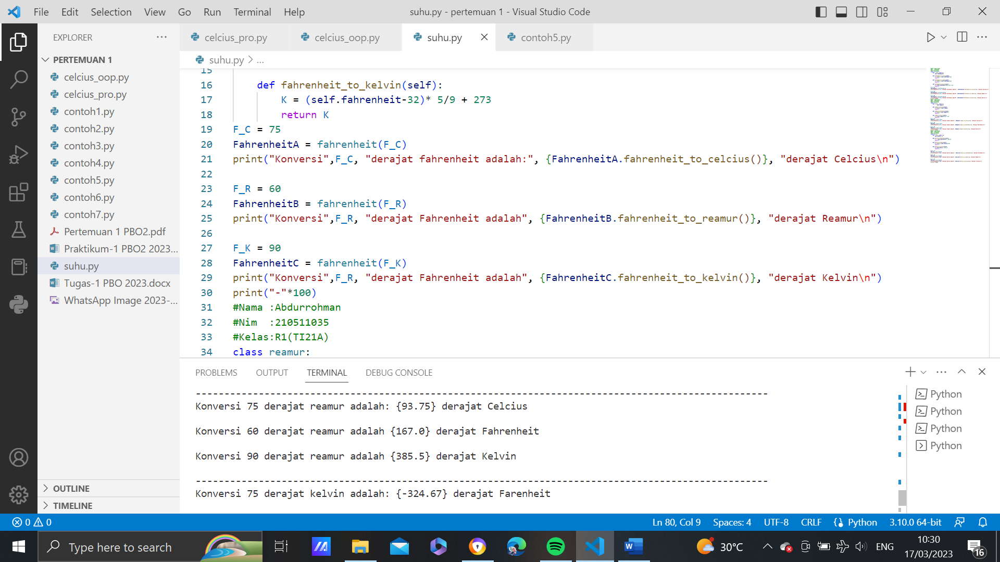 File Edit Selection View Go Run Terminal Help
suhu.py - pertemuan 1 - Visual Studio Code
EXPLORER
PERTEMUAN 1
celcius_oop.py
celcius_pro.py
contoh1.py
contoh2.py
contoh3.py
contoh4.py
contoh5.py
contoh6.py
contoh7.py
Pertemuan 1 PBO2.pdf
Praktikum-1 PBO2 2023...
suhu.py
Tugas-1 PBO 2023.docx
WhatsApp Image 2023-...
OUTLINE
TIMELINE
celcius_pro.py celcius_oop.py suhu.py contoh5.py
suhu.py > ...
15
16 def fahrenheit_to_kelvin(self):
17 K = (self.fahrenheit-32)* 5/9 + 273
18 return K
19 F_C = 75
20 FahrenheitA = fahrenheit(F_C)
21 print("Konversi",F_C, "derajat fahrenheit adalah:", {FahrenheitA.fahrenheit_to_celcius()}, "derajat Celcius\n")
22
23 F_R = 60
24 FahrenheitB = fahrenheit(F_R)
25 print("Konversi",F_R, "derajat Fahrenheit adalah", {FahrenheitB.fahrenheit_to_reamur()}, "derajat Reamur\n")
26
27 F_K = 90
28 FahrenheitC = fahrenheit(F_K)
29 print("Konversi",F_R, "derajat Fahrenheit adalah", {FahrenheitC.fahrenheit_to_kelvin()}, "derajat Kelvin\n")
30 print("-"*100)
31 #Nama :Abdurrohman
32 #Nim  :210511035
33 #Kelas:R1(TI21A)
34 class reamur:
PROBLEMS OUTPUT TERMINAL DEBUG CONSOLE
----------------------------------------------------------------------------------------------------
Konversi 75 derajat reamur adalah: {93.75} derajat Celcius
Konversi 60 derajat reamur adalah {167.0} derajat Fahrenheit
Konversi 90 derajat reamur adalah {385.5} derajat Kelvin
----------------------------------------------------------------------------------------------------
Konversi 75 derajat kelvin adalah: {-324.67} derajat Farenheit
Python
Python
Python
Python
0 0
Ln 80, Col 9 Spaces: 4 UTF-8 CRLF Python 3.10.0 64-bit
Type here to search
30°C
ENG
10:30
17/03/2023
16